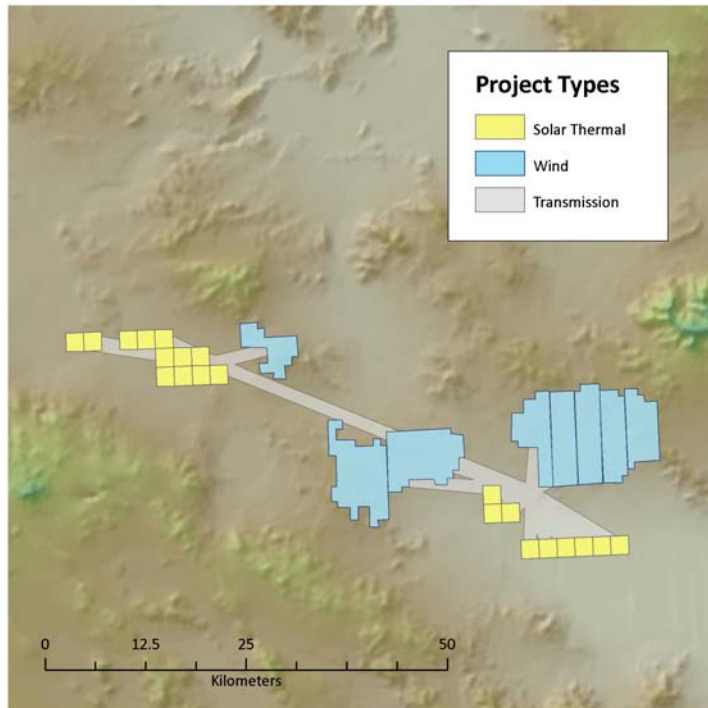 Project Types
Solar Thermal
Wind
Transmission
0 12.5 25 50
Kilometers